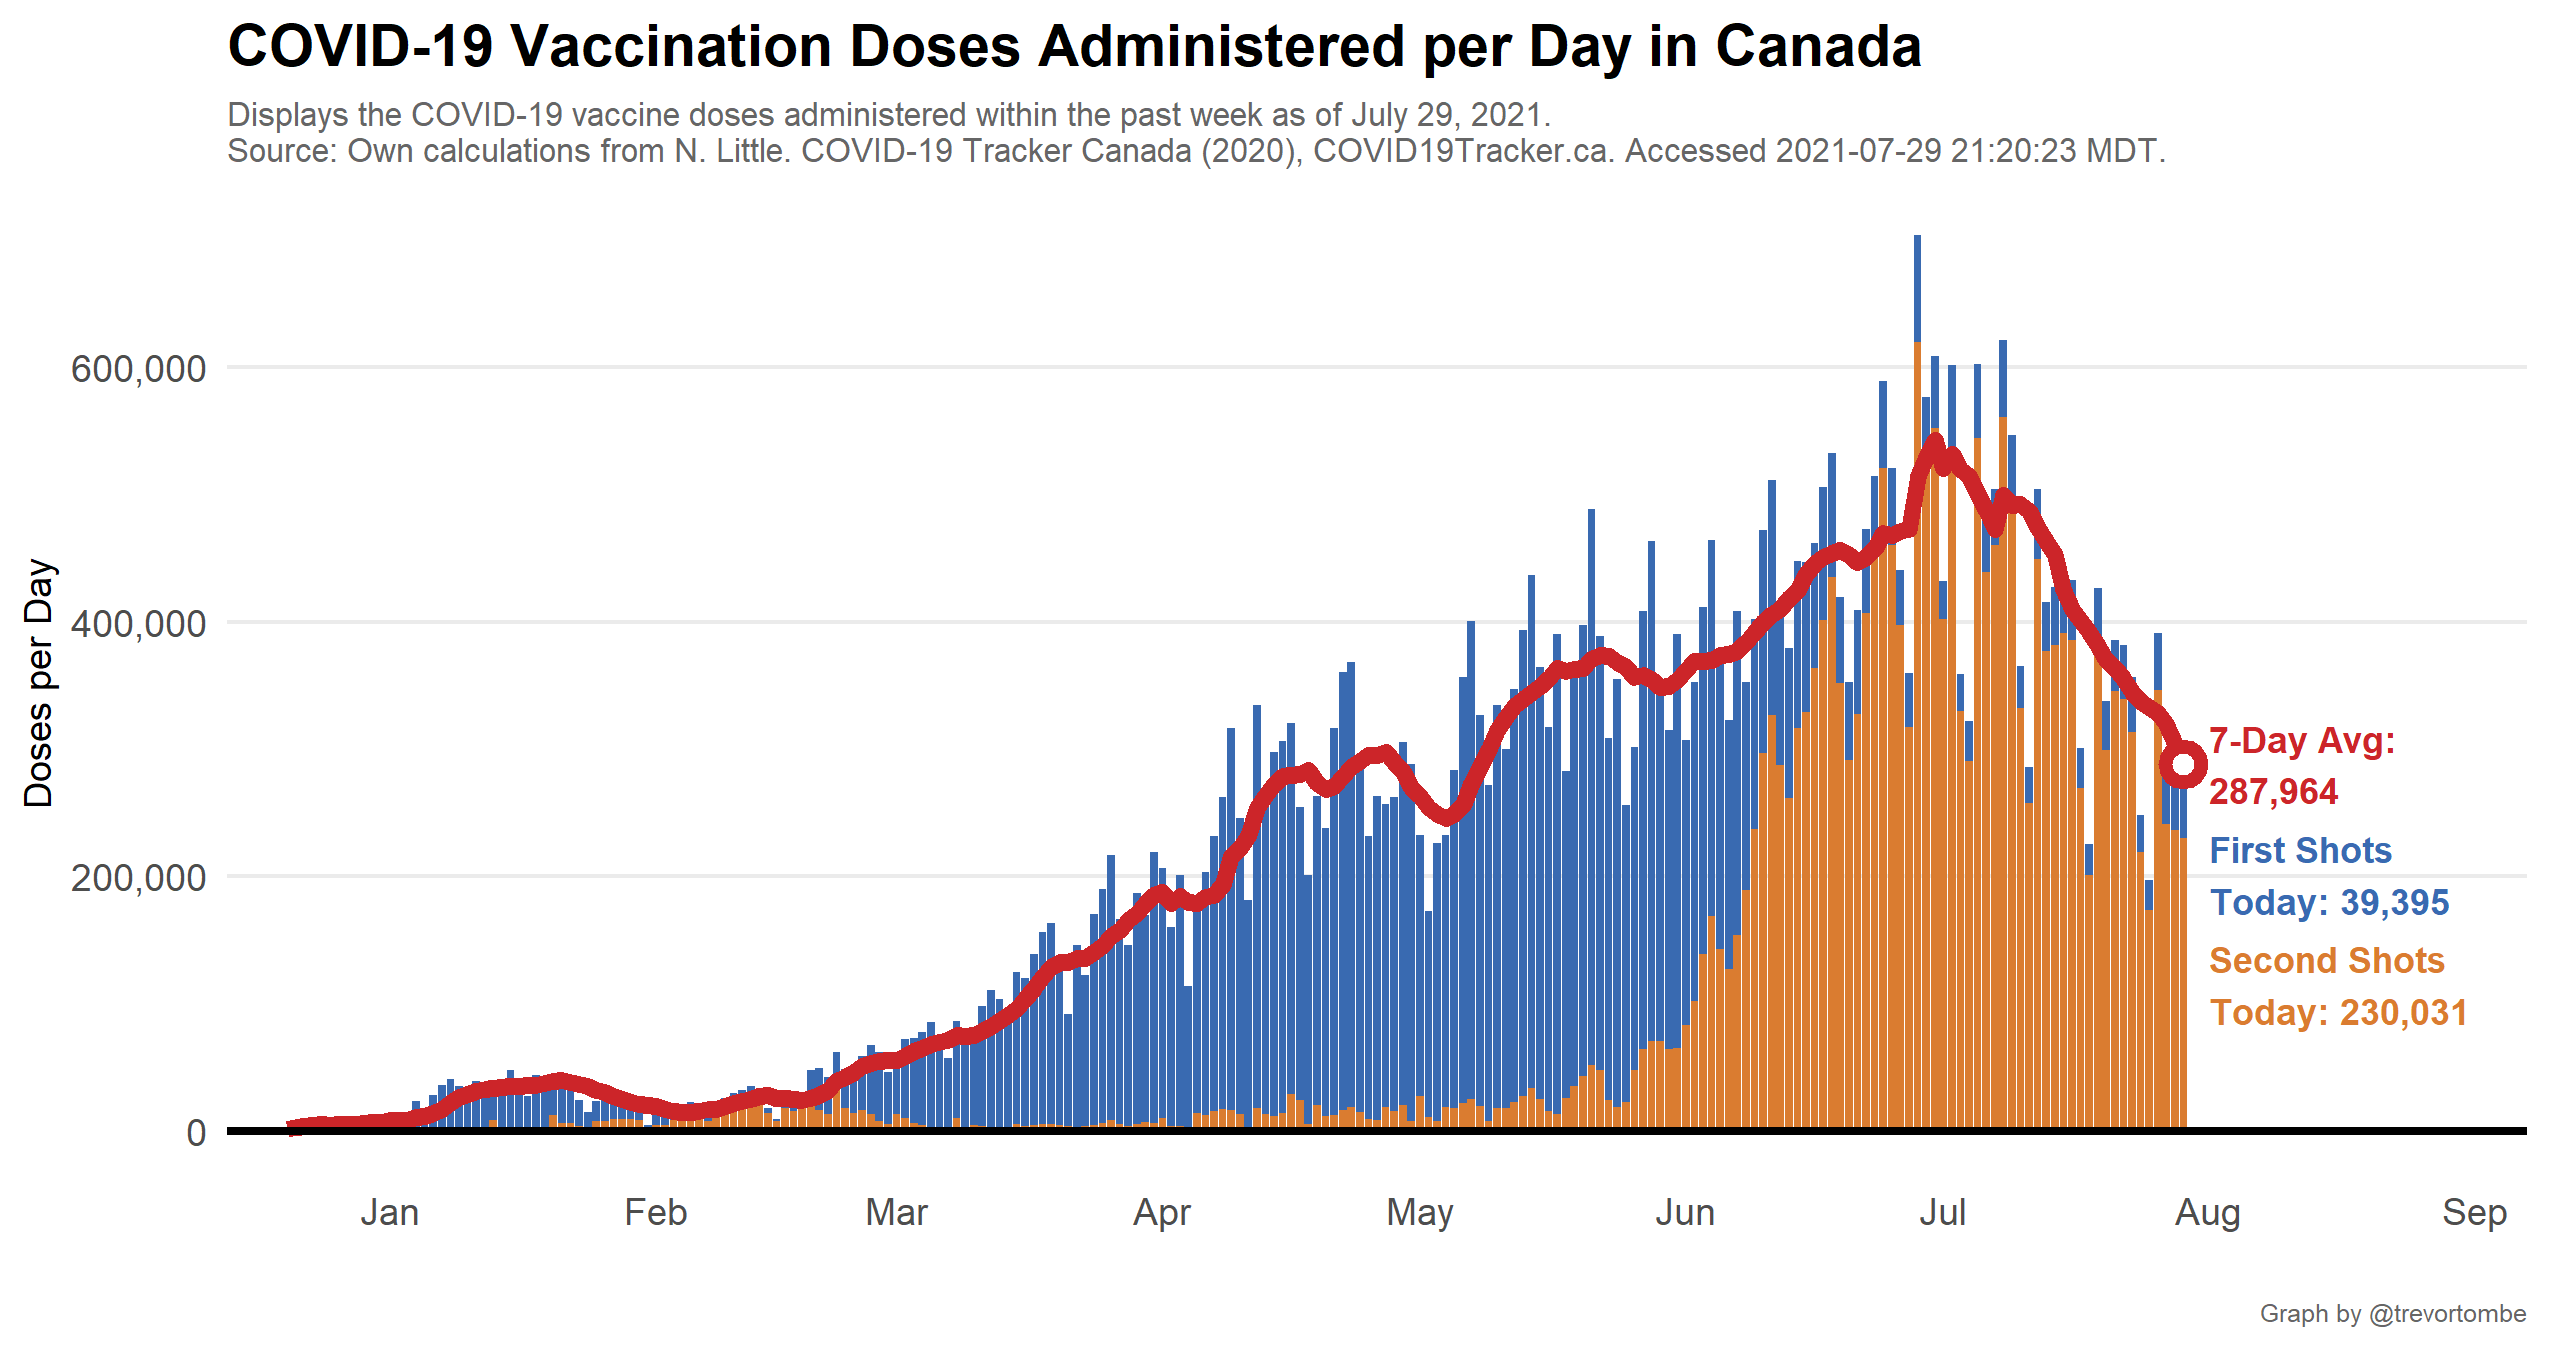 COVID-19 Vaccination Doses Administered per Day in Canada
Displays the COVID-19 vaccine doses administered within the past week as of July 29, 2021.
Source: Own calculations from N. Little. COVID-19 Tracker Canada (2020), COVID19Tracker.ca. Accessed 2021-07-29 21:20:23 MDT.
Doses per Day
600,000
400,000
200,000
0
7-Day Avg:
287,964
First Shots
Today: 39,395
Second Shots
Today: 230,031
Jan Feb Mar Apr May Jun Jul Aug Sep
Graph by @trevortombe